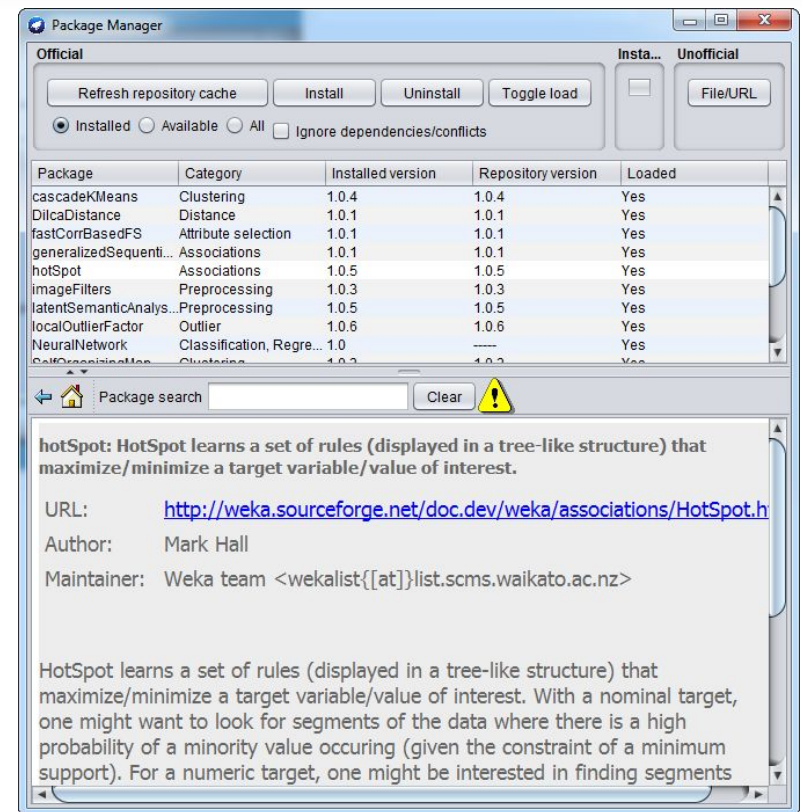 Package Manager
Official Insta... Unofficial
Refresh repository cache Install Uninstall Toggle load File/URL
Installed Available All Ignore dependencies/conflicts
Package Category Installed version Repository version Loaded
cascadeKMeans Clustering 1.0.4 1.0.4 Yes
DilcaDistance Distance 1.0.1 1.0.1 Yes
fastCorrBasedFS Attribute selection 1.0.1 1.0.1 Yes
generalizedSequenti... Associations 1.0.1 1.0.1 Yes
hotSpot Associations 1.0.5 1.0.5 Yes
imageFilters Preprocessing 1.0.3 1.0.3 Yes
latentSemanticAnalys... Preprocessing 1.0.5 1.0.5 Yes
localOutlierFactor Outlier 1.0.6 1.0.6 Yes
NeuralNetwork Classification, Regre... 1.0 ----- Yes
SelfOrganizingMap Clustering 1.0.2 1.0.2 Yes
Package search Clear
hotSpot: HotSpot learns a set of rules (displayed in a tree-like structure) that
maximize/minimize a target variable/value of interest.
URL: http://weka.sourceforge.net/doc.dev/weka/associations/HotSpot.h
Author: Mark Hall
Maintainer: Weka team <wekalist{[at]}list.scms.waikato.ac.nz>
HotSpot learns a set of rules (displayed in a tree-like structure) that
maximize/minimize a target variable/value of interest. With a nominal target,
one might want to look for segments of the data where there is a high
probability of a minority value occuring (given the constraint of a minimum
support). For a numeric target, one might be interested in finding segments